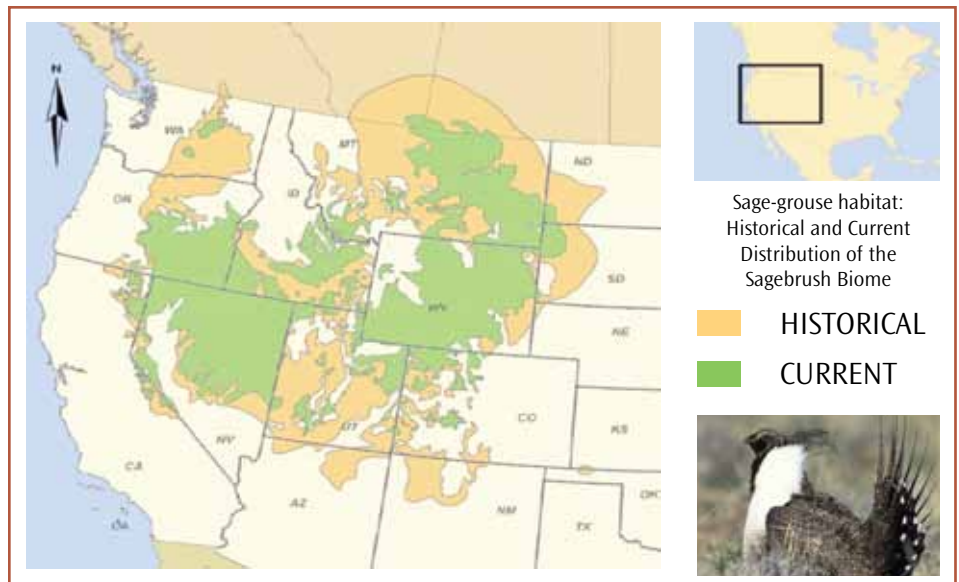 N
WA
MT
ND
OR
ID
SD
WY
NE
NV
UT
CO
KS
CA
AZ
NM
OK
TX
Sage-grouse habitat:
Historical and Current
Distribution of the
Sagebrush Biome
HISTORICAL
CURRENT